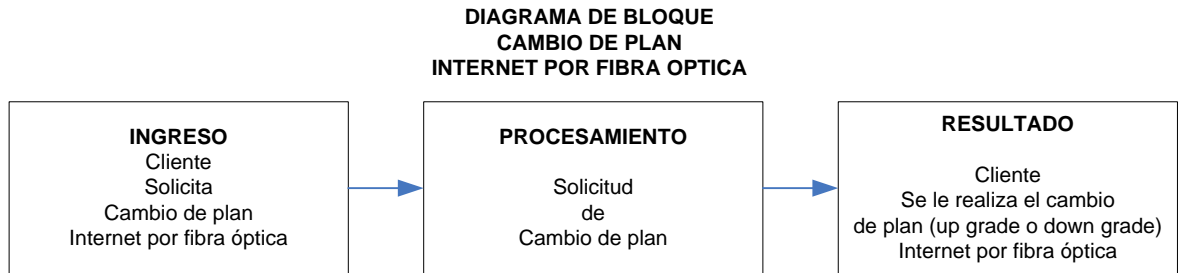 DIAGRAMA DE BLOQUE
CAMBIO DE PLAN
INTERNET POR FIBRA OPTICA
INGRESO
Cliente
Solicita
Cambio de plan
Internet por fibra óptica
PROCESAMIENTO
Solicitud
de
Cambio de plan
RESULTADO
Cliente
Se le realiza el cambio
de plan (up grade o down grade)
Internet por fibra óptica